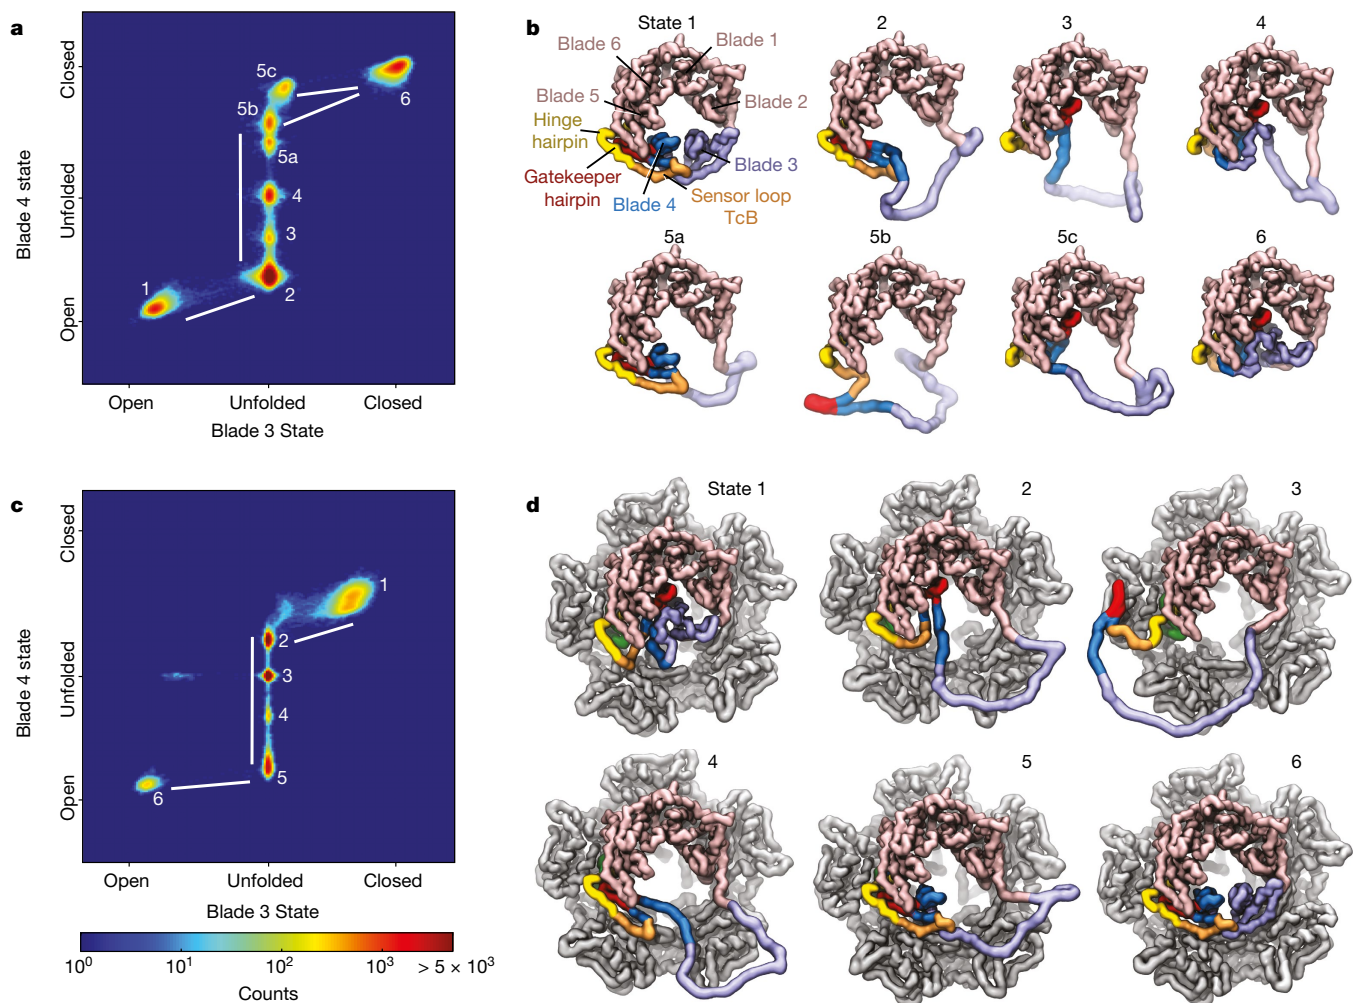 a
Closed
Unfolded
Open
Blade 4 state
5c
6
5b
5a
4
3
1
2
Open
Unfolded
Closed
Blade 3 State
b
State 1
2
3
4
Blade 6
Blade 1
Blade 5
Blade 2
Hinge
hairpin
Blade 3
Gatekeeper
hairpin
Blade 4
Sensor loop
TcB
5a
5b
5c
6
c
Closed
Unfolded
Open
Blade 4 state
1
2
3
4
5
6
Open
Unfolded
Closed
Blade 3 State
10⁰
10¹
10²
10³
> 5 × 10³
Counts
d
State 1
2
3
4
5
6